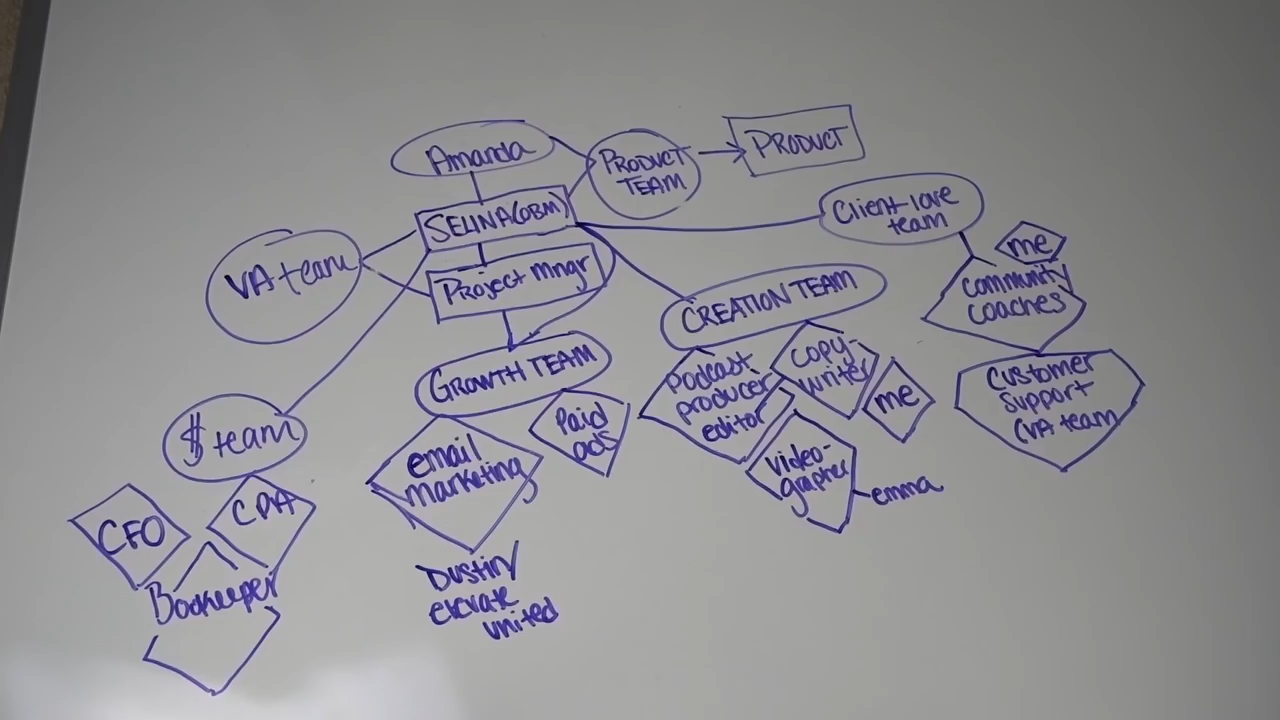 Amanda
PRODUCT
TEAM
PRODUCT
SELINA (OBM)
Client love
team
VA team
Project mngr
me
community
coaches
CREATION TEAM
GROWTH TEAM
Podcast
producer
editor
copy-
writer
me
Customer
Support
(VA team
$ team
email
marketing
Paid
ads
video-
grapher
emma
CFO
CPA
Bookeeper
Dustin/
elevate
united